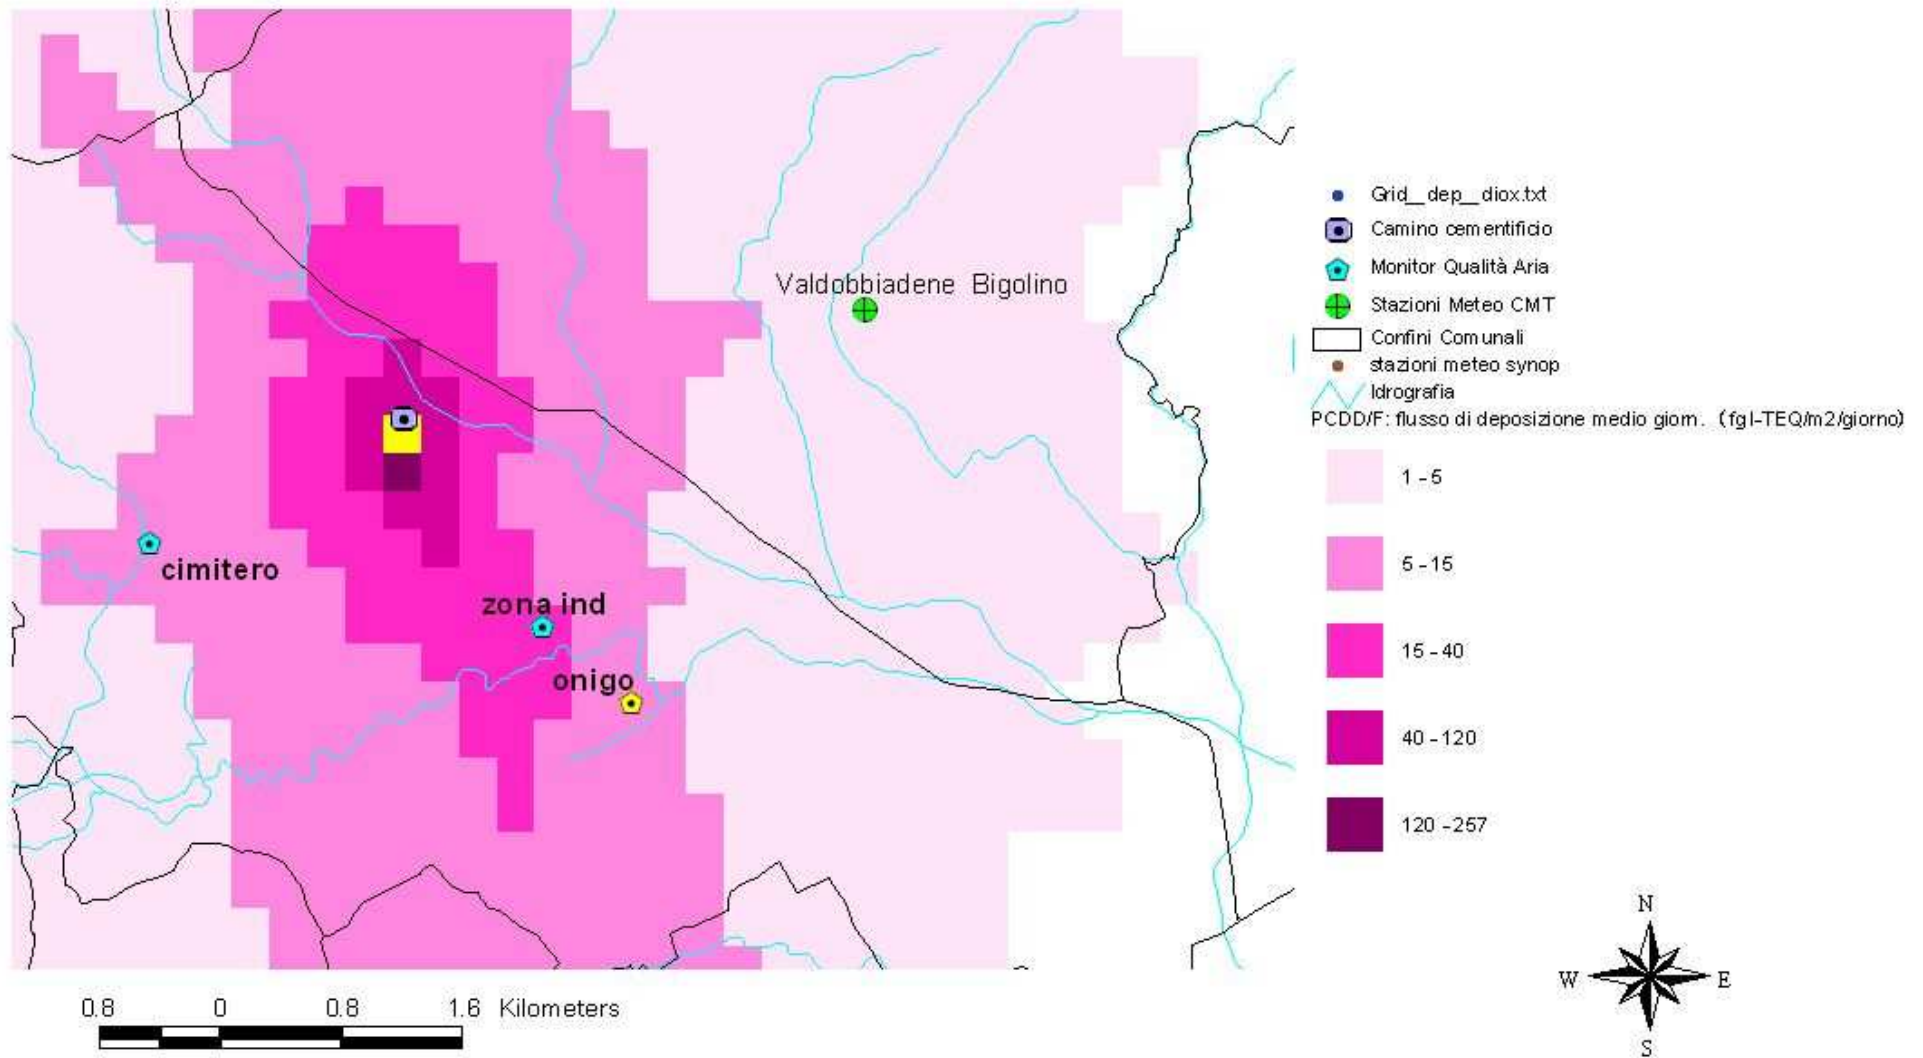 Valdobbiadene Bigolino
cimitero
zona ind
onigo
0.8 0 0.8 1.6 Kilometers
Grid__dep__diox.txt
Camino cementificio
Monitor Qualità Aria
Stazioni Meteo CMT
Confini Comunali
stazioni meteo synop
Idrografia
PCDD/F: flusso di deposizione medio giorn. (fgI-TEQ/m2/giorno)
1 - 5
5 - 15
15 - 40
40 - 120
120 - 257
N
W E
S